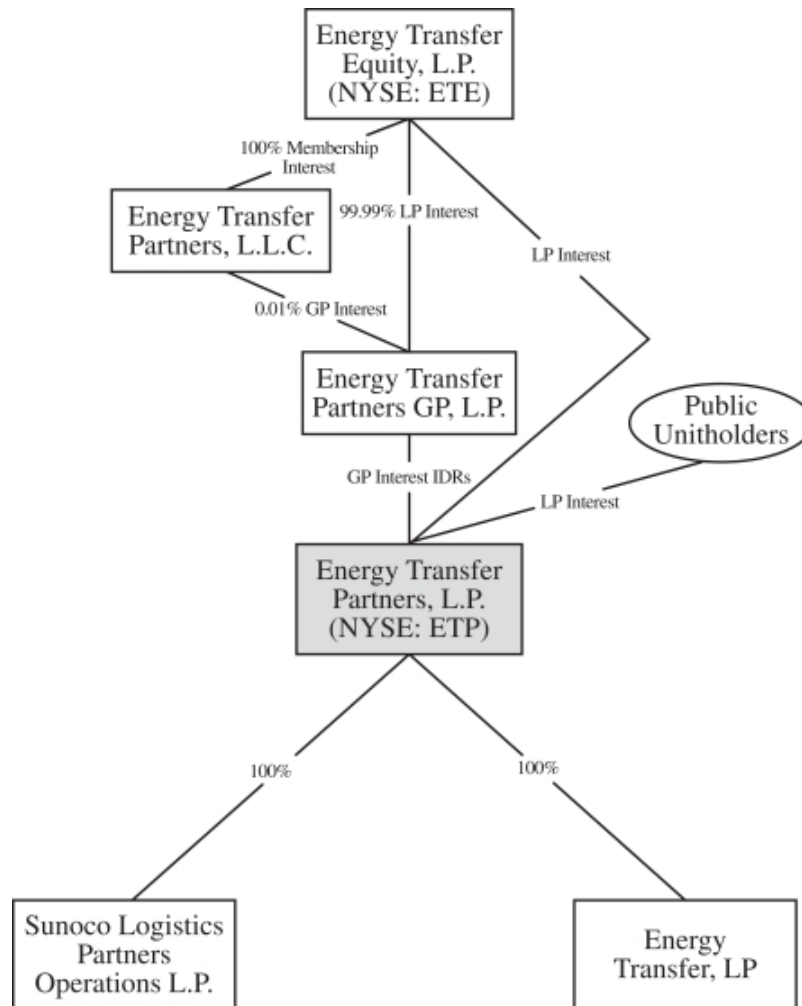 Energy Transfer
Equity, L.P.
(NYSE: ETE)
100% Membership
Interest
Energy Transfer
Partners, L.L.C.
99.99% LP Interest
LP Interest
0.01% GP Interest
Energy Transfer
Partners GP, L.P.
Public
Unitholders
GP Interest IDRs
LP Interest
Energy Transfer
Partners, L.P.
(NYSE: ETP)
100%
100%
Sunoco Logistics
Partners
Operations L.P.
Energy
Transfer, LP